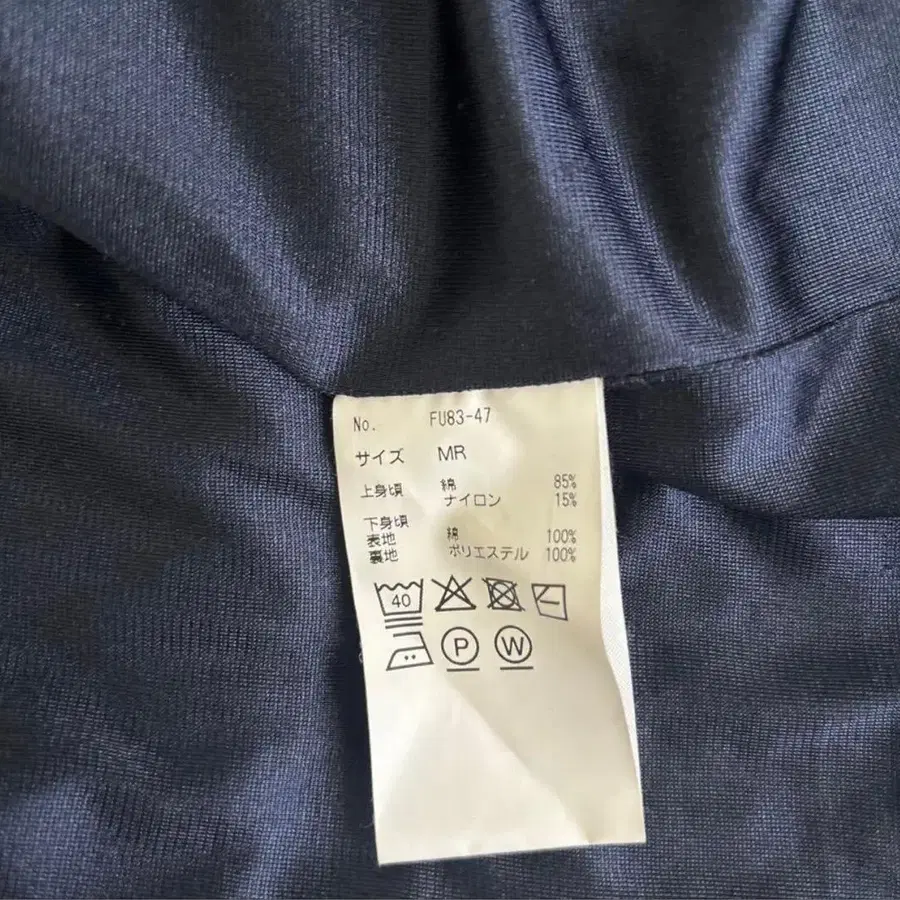 No. FU83-47
サイズ MR
上身頃 綿 85%
ナイロン 15%
下身頃
表地 綿 100%
裏地 ポリエステル 100%
40
P W